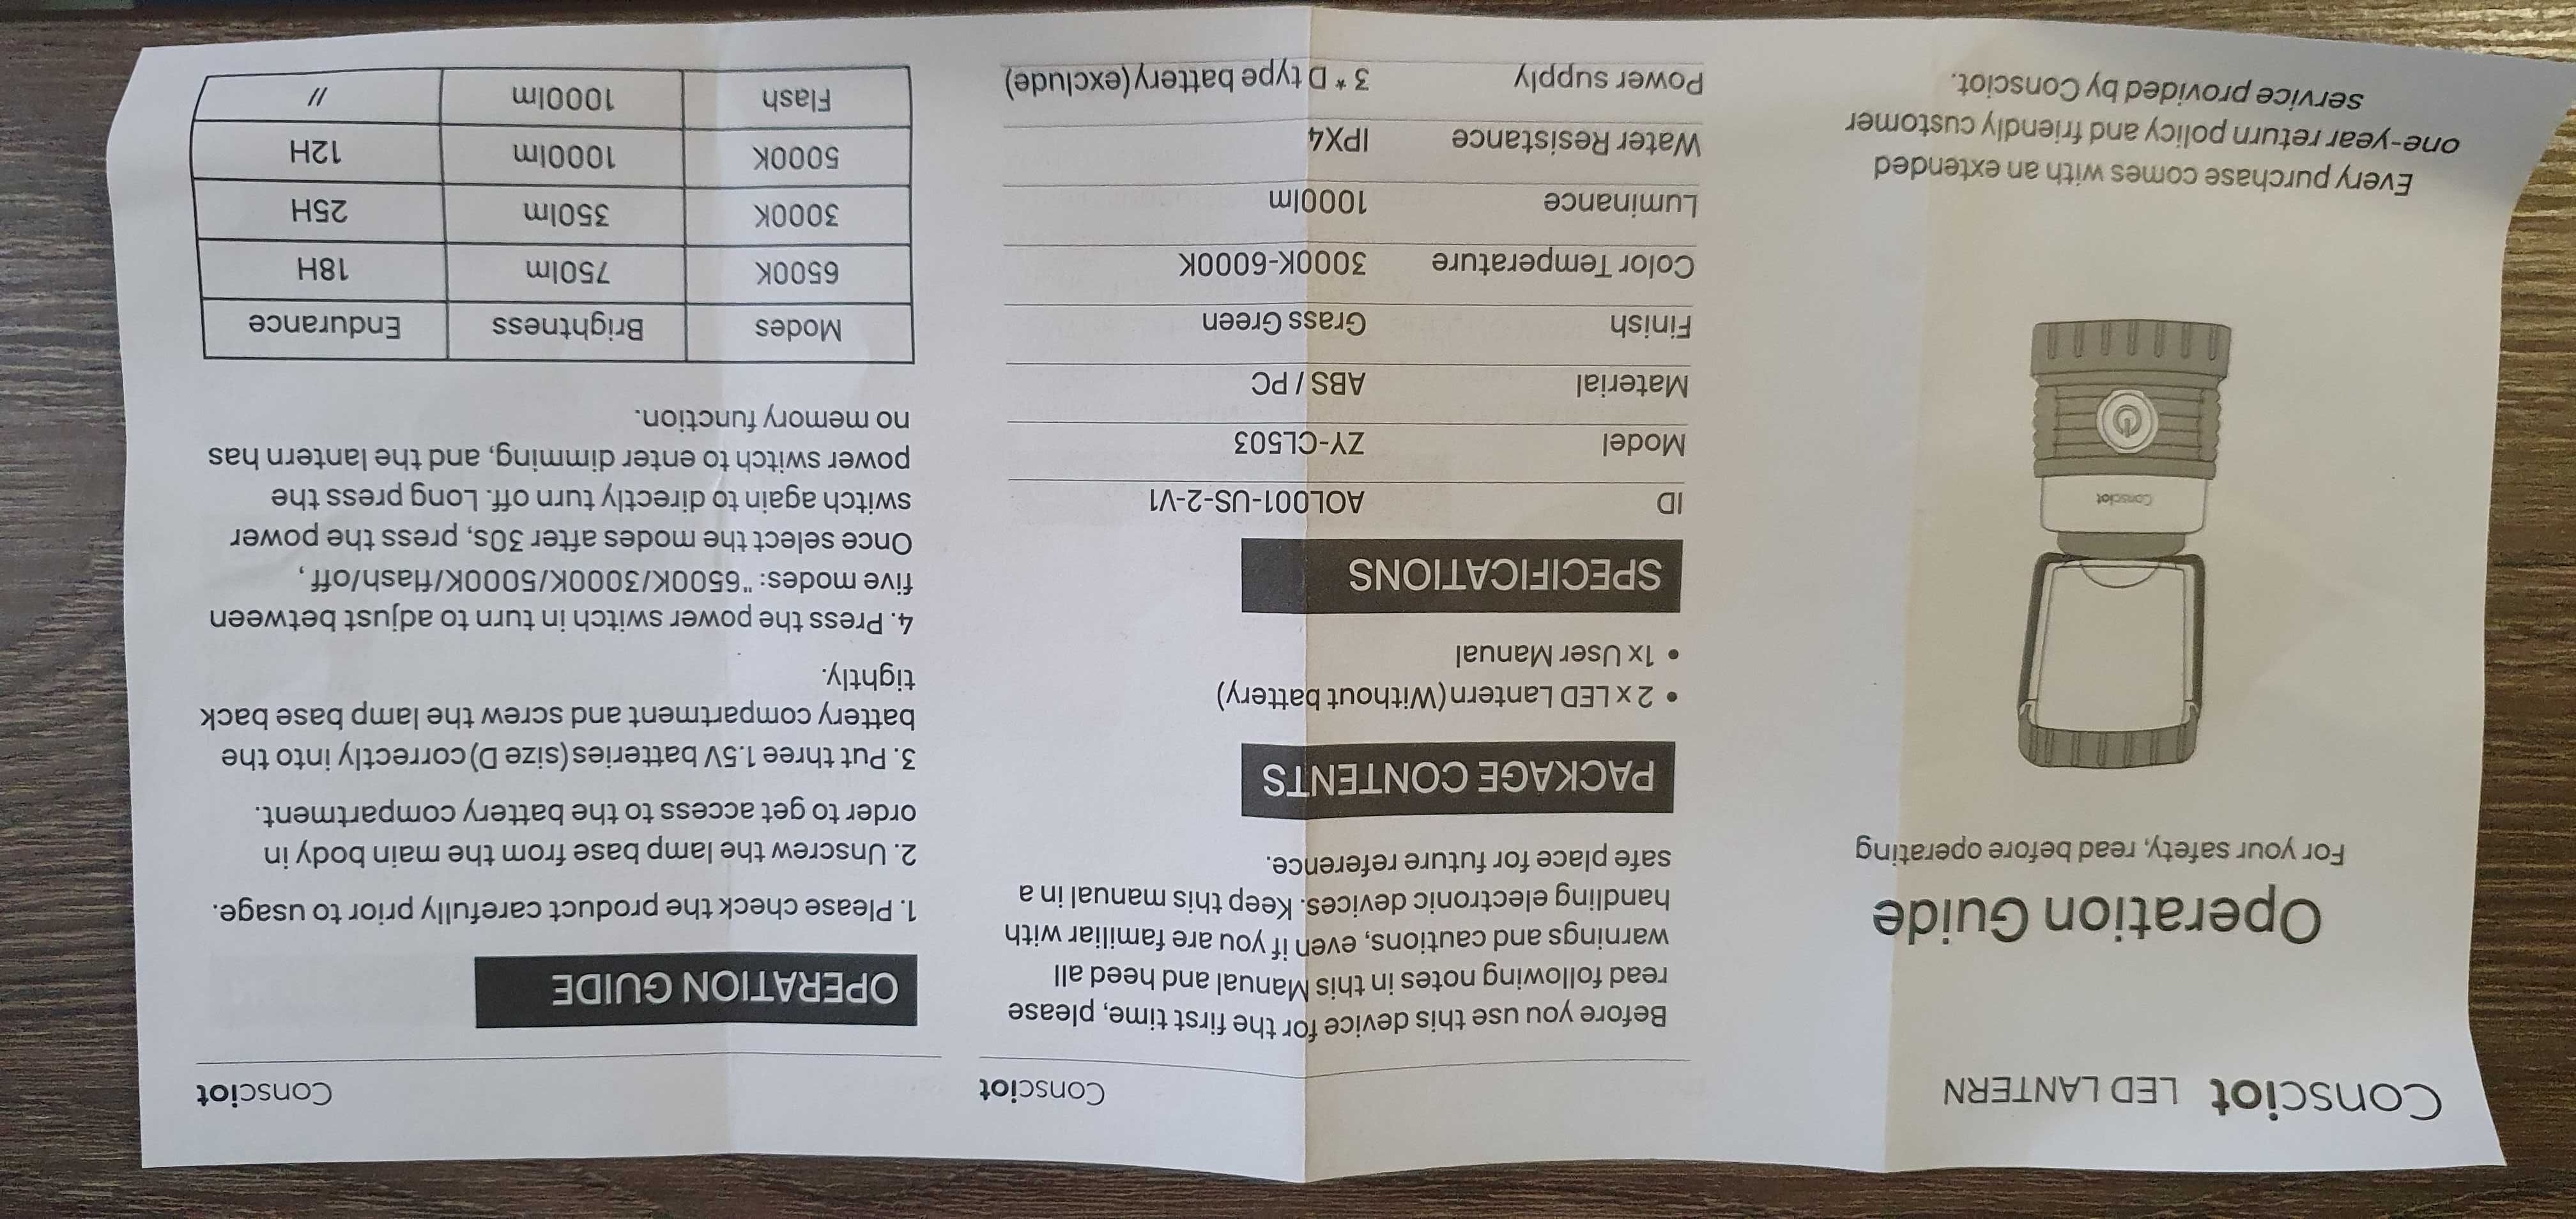 Consciot LED LANTERN
Operation Guide
For your safety, read before operating
Consciot
Every purchase comes with an extended
one-year return policy and friendly customer
service provided by Consciot.
Consciot
Before you use this device for the first time, please
read following notes in this Manual and heed all
warnings and cautions, even if you are familiar with
handling electronic devices. Keep this manual in a
safe place for future reference.
PACKAGE CONTENTS
• 2 x LED Lantern(Without battery)
• 1x User Manual
SPECIFICATIONS
ID AOL001-US-2-V1
Model ZY-CL503
Material ABS / PC
Finish Grass Green
Color Temperature 3000K-6000K
Luminance 1000lm
Water Resistance IPX4
Power supply 3 * D type battery(exclude)
Consciot
OPERATION GUIDE
1. Please check the product carefully prior to usage.
2. Unscrew the lamp base from the main body in
order to get access to the battery compartment.
3. Put three 1.5V batteries(size D)correctly into the
battery compartment and screw the lamp base back
tightly.
4. Press the power switch in turn to adjust between
five modes: "6500K/3000K/5000K/flash/off,
Once select the modes after 30s, press the power
switch again to directly turn off. Long press the
power switch to enter dimming, and the lantern has
no memory function.
Modes Brightness Endurance
6500K 750lm 18H
3000K 350lm 25H
5000K 1000lm 12H
Flash 1000lm //